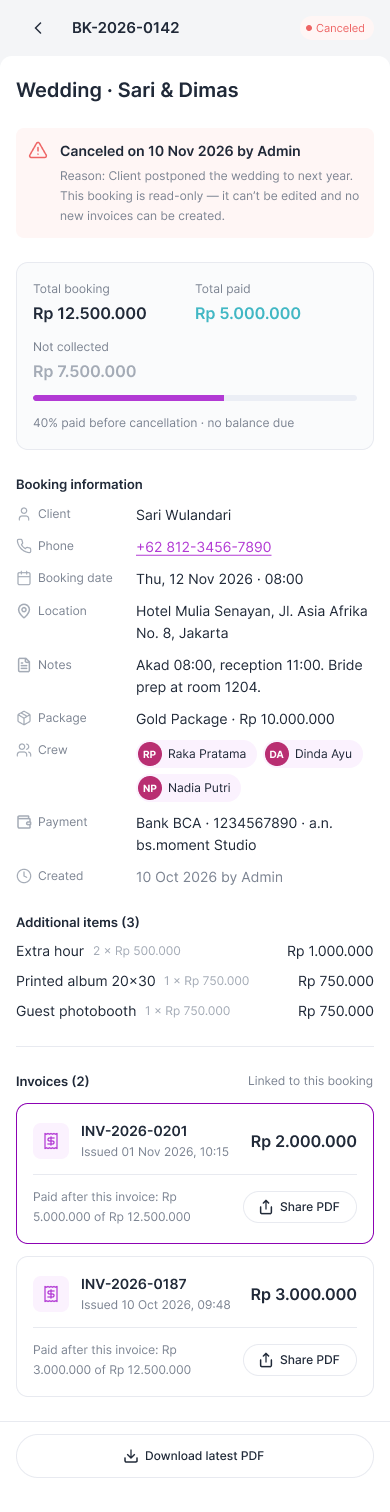 BK-2026-0142
Canceled
Wedding · Sari & Dimas
Canceled on 10 Nov 2026 by Admin
Reason: Client postponed the wedding to next year.
This booking is read-only — it can't be edited and no
new invoices can be created.
Total booking
Total paid
Rp 12.500.000
Rp 5.000.000
Not collected
Rp 7.500.000
40% paid before cancellation · no balance due
Booking information
Client
Sari Wulandari
Phone
+62 812-3456-7890
Booking date
Thu, 12 Nov 2026 · 08:00
Location
Hotel Mulia Senayan, Jl. Asia Afrika
No. 8, Jakarta
Notes
Akad 08:00, reception 11:00. Bride
prep at room 1204.
Package
Gold Package · Rp 10.000.000
Crew
RP Raka Pratama
DA Dinda Ayu
NP Nadia Putri
Payment
Bank BCA · 1234567890 · a.n.
bs.moment Studio
Created
10 Oct 2026 by Admin
Additional items (3)
Extra hour 2 × Rp 500.000 Rp 1.000.000
Printed album 20×30 1 × Rp 750.000 Rp 750.000
Guest photobooth 1 × Rp 750.000 Rp 750.000
Invoices (2)
Linked to this booking
INV-2026-0201
Issued 01 Nov 2026, 10:15
Rp 2.000.000
Paid after this invoice: Rp
5.000.000 of Rp 12.500.000
Share PDF
INV-2026-0187
Issued 10 Oct 2026, 09:48
Rp 3.000.000
Paid after this invoice: Rp
3.000.000 of Rp 12.500.000
Share PDF
Download latest PDF